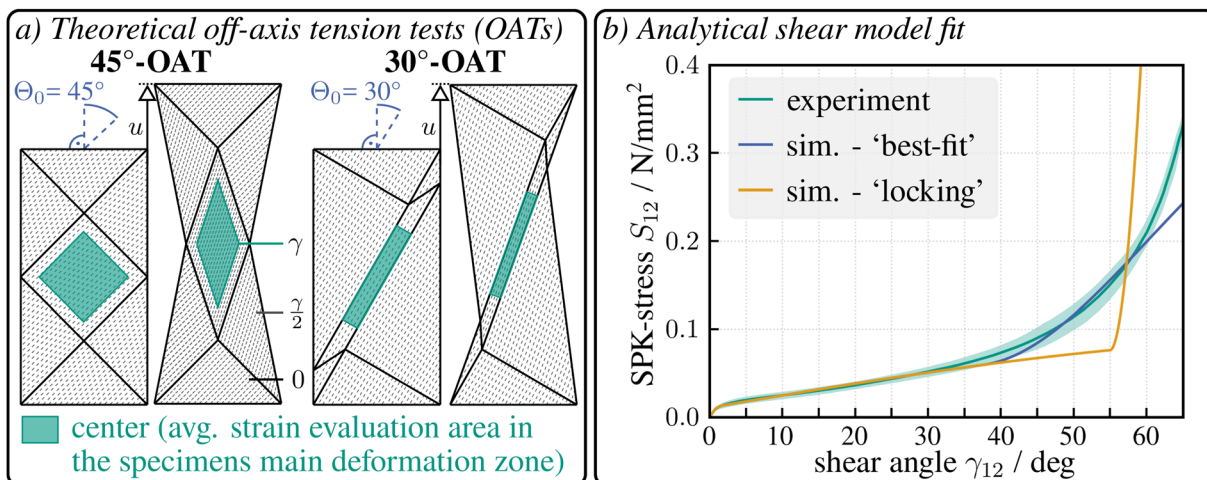 a) Theoretical off-axis tension tests (OATs)
45°-OAT
30°-OAT
Θ₀= 45°
u
Θ₀= 30°
u
γ
γ/2
0
center (avg. strain evaluation area in
the specimens main deformation zone)
b) Analytical shear model fit
SPK-stress S₁₂ / N/mm²
0.4
0.3
0.2
0.1
0.0
experiment
sim. - ‘best-fit’
sim. - ‘locking’
0 10 20 30 40 50 60
shear angle γ₁₂ / deg